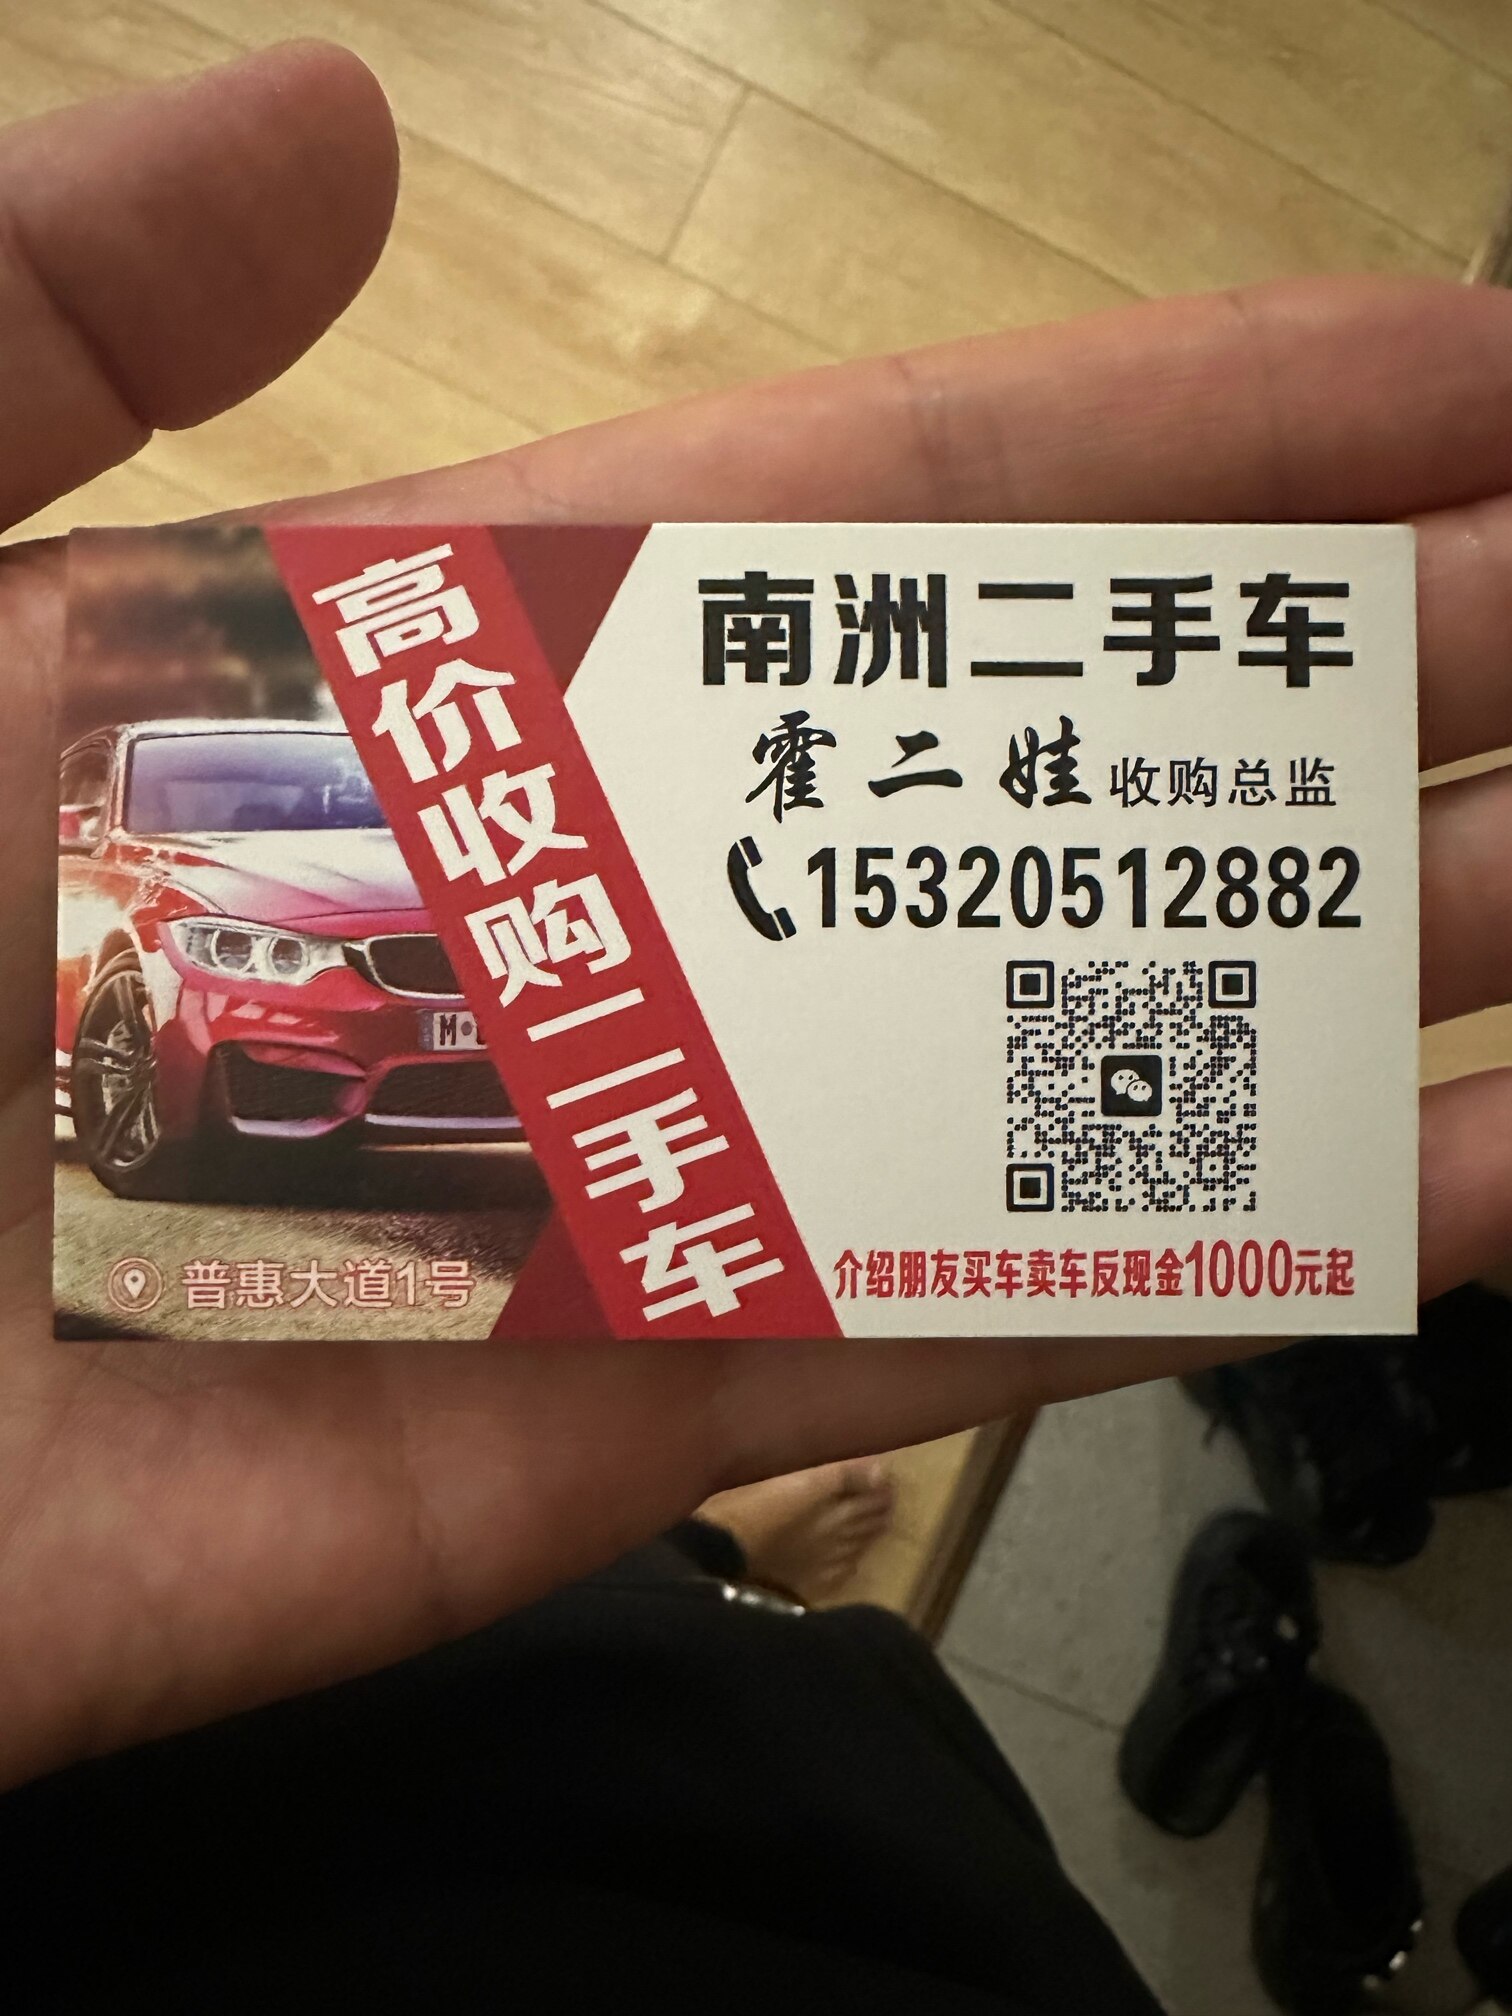 高价收购二手车
南洲二手车
霍二娃 收购总监
15320512882
介绍朋友买车卖车反现金1000元起
普惠大道1号